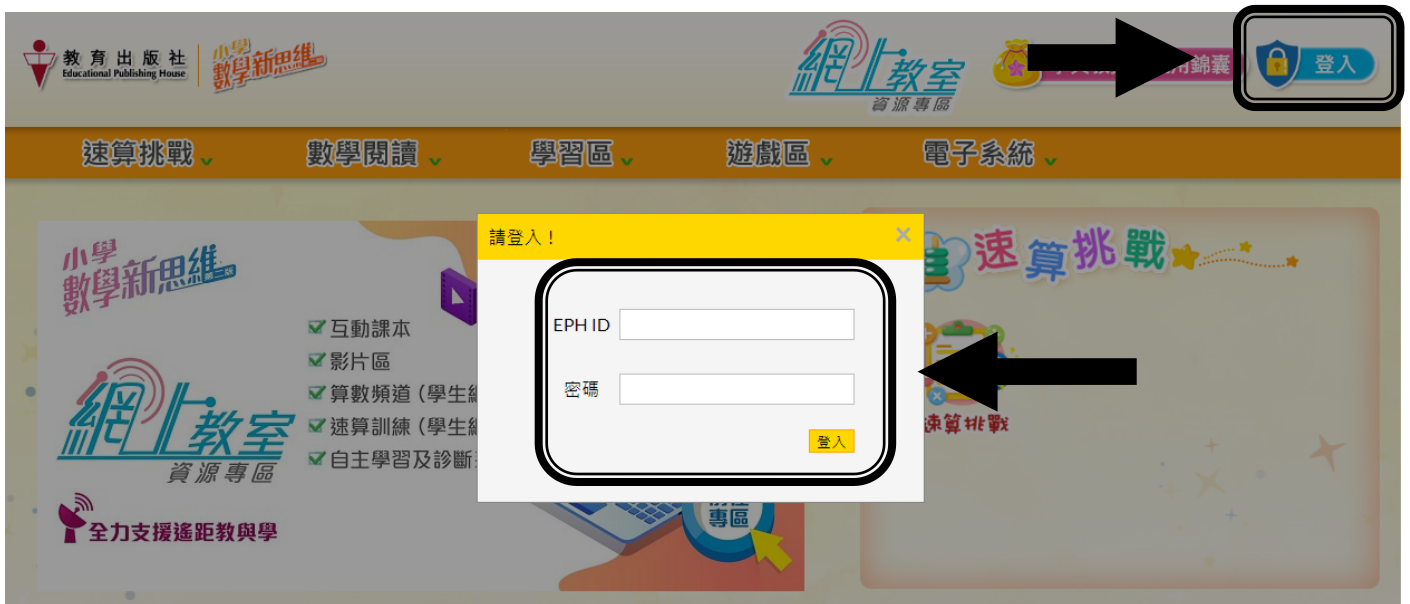 教育出版社
Educational Publishing House
小學
數學新思維
網上教室
資源專區
用錦囊
登入
速算挑戰
數學閱讀
學習區
遊戲區
電子系統
小學
數學新思維
第二版
互動課本
影片區
算數頻道 (學生
速算訓練 (學生
自主學習及診斷
網上教室
資源專區
全力支援遙距教與學
專區
請登入！
×
EPH ID
密碼
登入
速算挑戰
速算挑戰